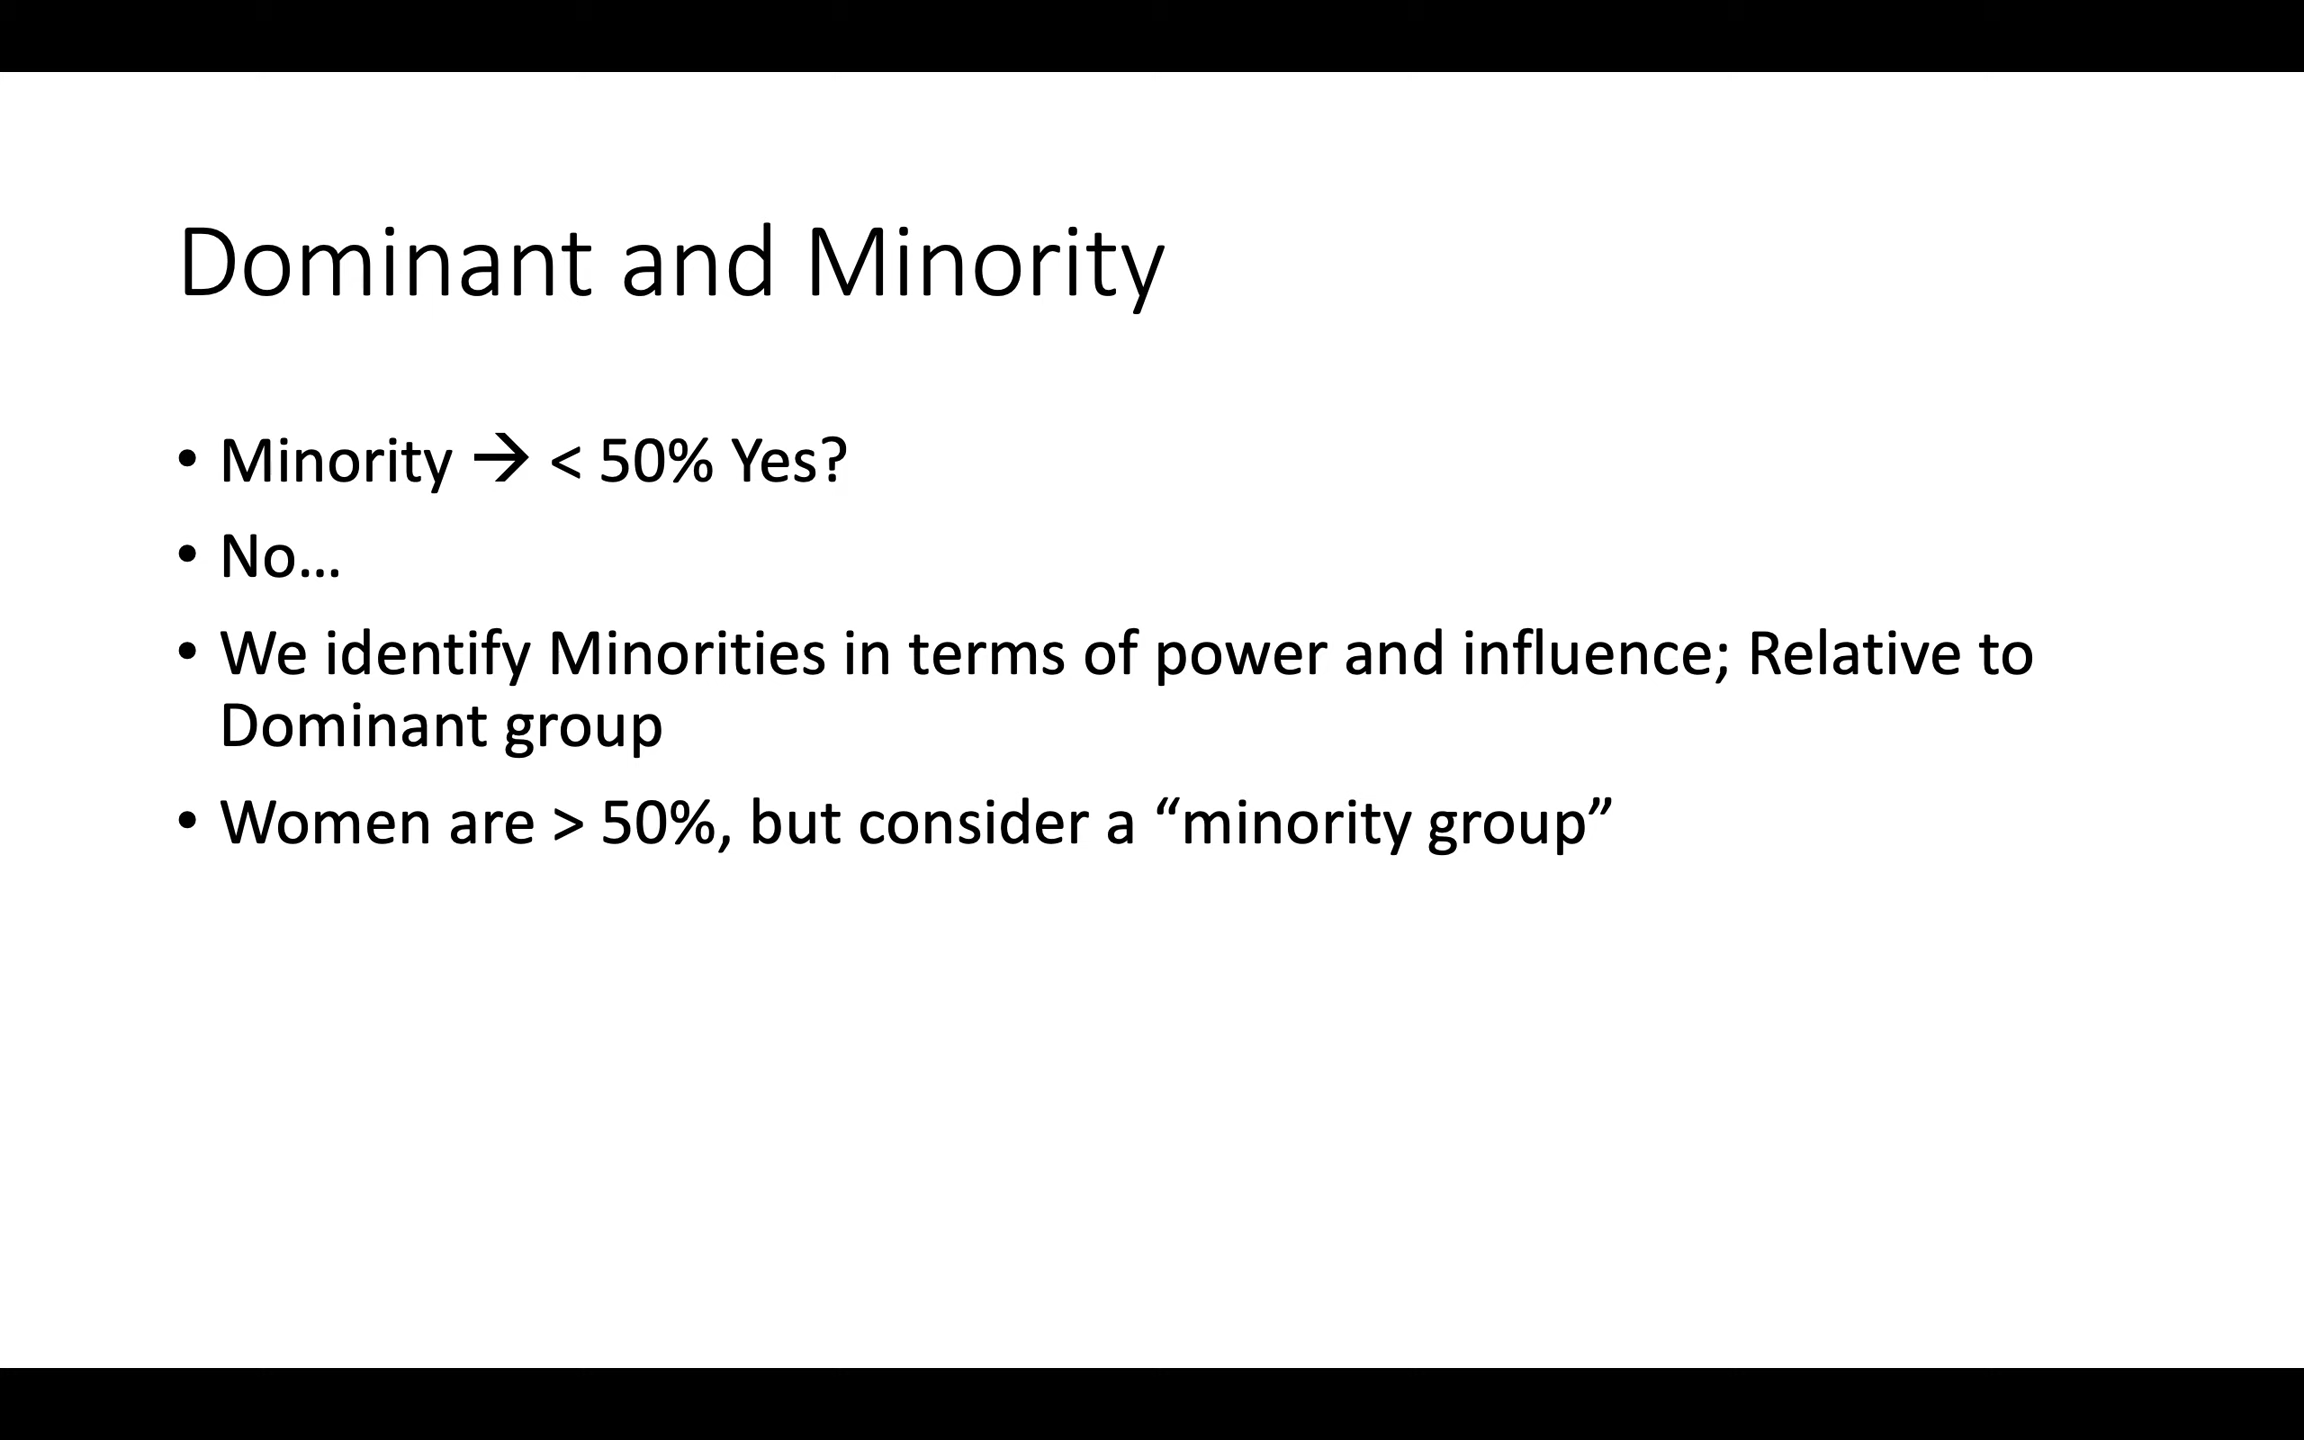 Dominant and Minority
• Minority → < 50% Yes?
• No…
• We identify Minorities in terms of power and influence; Relative to
Dominant group
• Women are > 50%, but consider a “minority group”